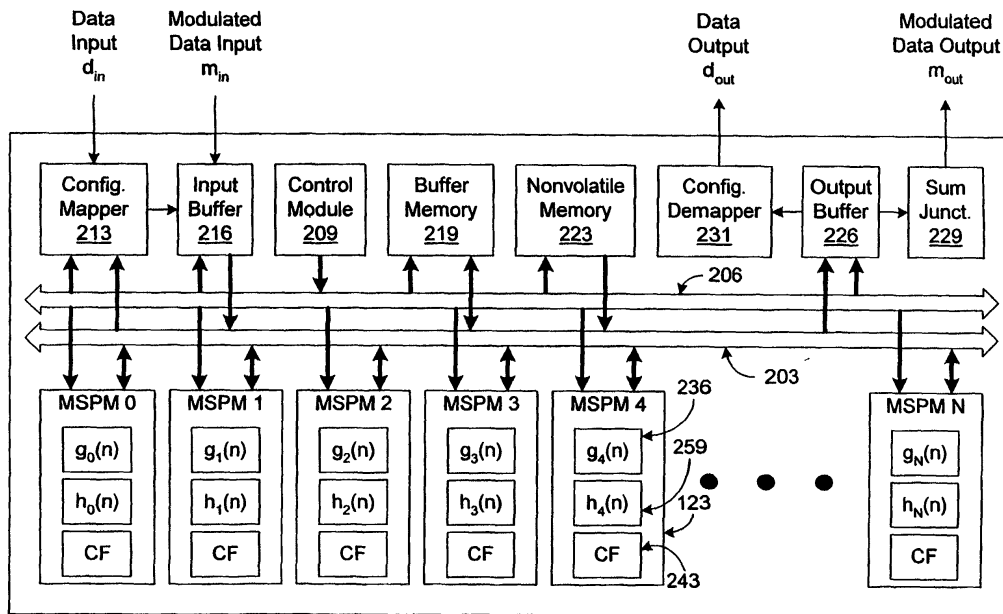 Data
Input
d_in
Modulated
Data Input
m_in
Data
Output
d_out
Modulated
Data Output
m_out
Config.
Mapper
213
Input
Buffer
216
Control
Module
209
Buffer
Memory
219
Nonvolatile
Memory
223
Config.
Demapper
231
Output
Buffer
226
Sum
Junct.
229
206
203
MSPM 0
g₀(n)
h₀(n)
CF
MSPM 1
g₁(n)
h₁(n)
CF
MSPM 2
g₂(n)
h₂(n)
CF
MSPM 3
g₃(n)
h₃(n)
CF
MSPM 4
g₄(n)
h₄(n)
CF
236
259
123
243
MSPM N
g_N(n)
h_N(n)
CF